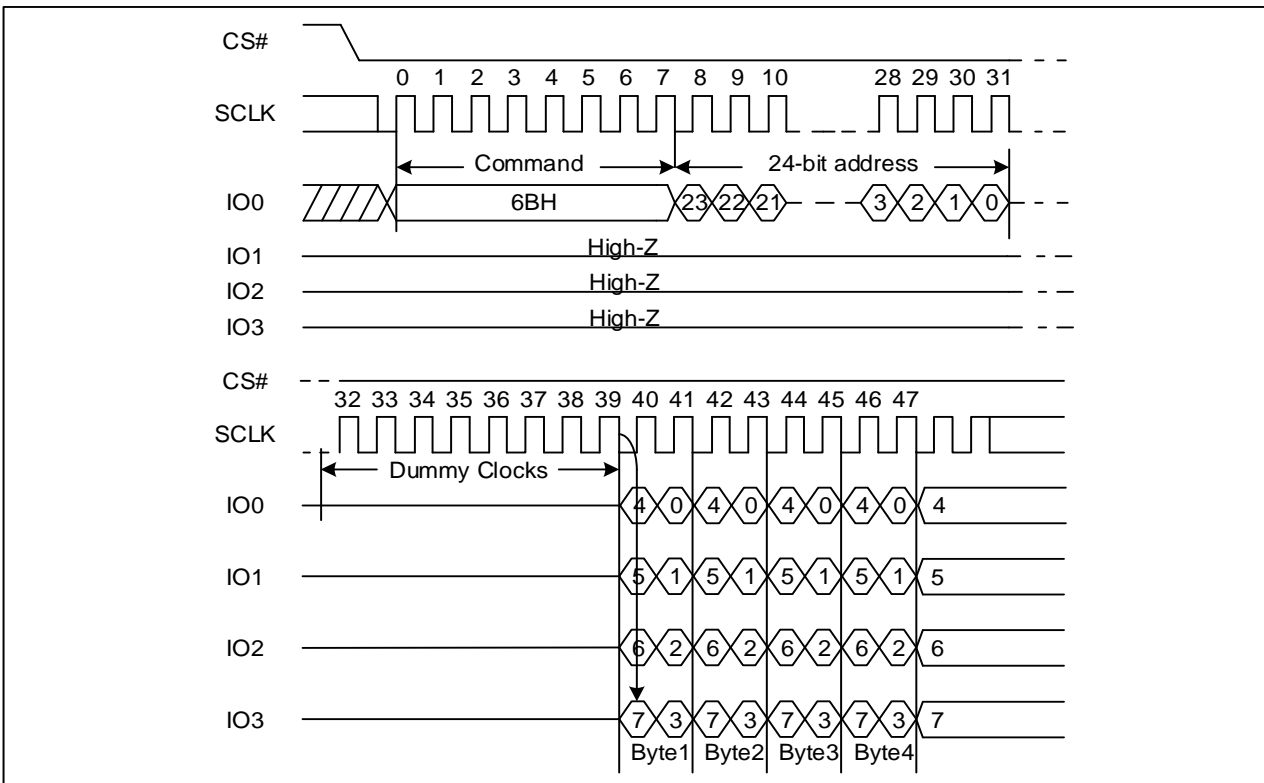 CS#
0 1 2 3 4 5 6 7 8 9 10 28 29 30 31
SCLK
Command 24-bit address
IO0 6BH 23 22 21 3 2 1 0
IO1 High-Z
IO2 High-Z
IO3 High-Z
CS#
32 33 34 35 36 37 38 39 40 41 42 43 44 45 46 47
SCLK
Dummy Clocks
IO0 4 0 4 0 4 0 4 0 4
IO1 5 1 5 1 5 1 5 1 5
IO2 6 2 6 2 6 2 6 2 6
IO3 7 3 7 3 7 3 7 3 7
Byte1 Byte2 Byte3 Byte4